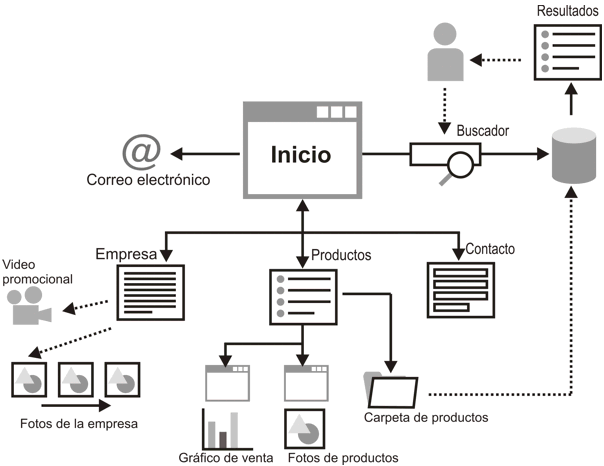 Resultados
Buscador
Inicio
@
Correo electrónico
Empresa
Productos
Contacto
Video
promocional
Fotos de la empresa
Carpeta de productos
Gráfico de venta
Fotos de productos